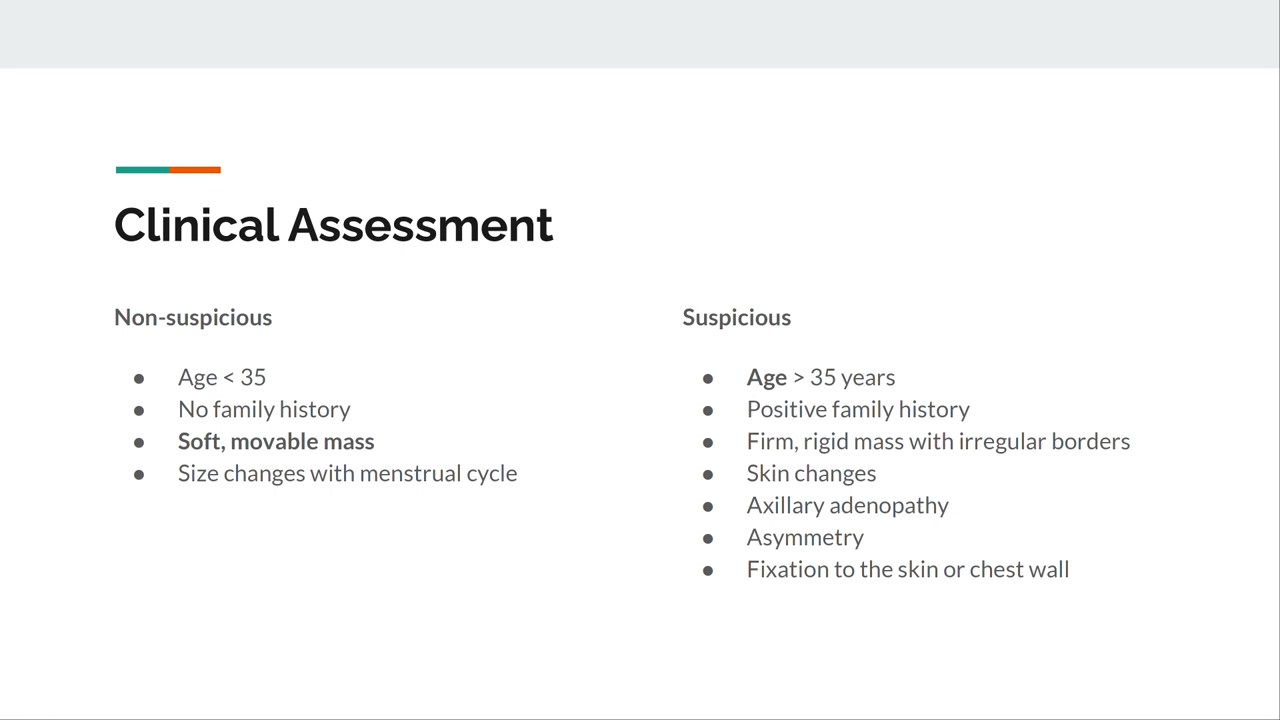 Clinical Assessment
Non-suspicious
● Age < 35
● No family history
● Soft, movable mass
● Size changes with menstrual cycle
Suspicious
● Age > 35 years
● Positive family history
● Firm, rigid mass with irregular borders
● Skin changes
● Axillary adenopathy
● Asymmetry
● Fixation to the skin or chest wall